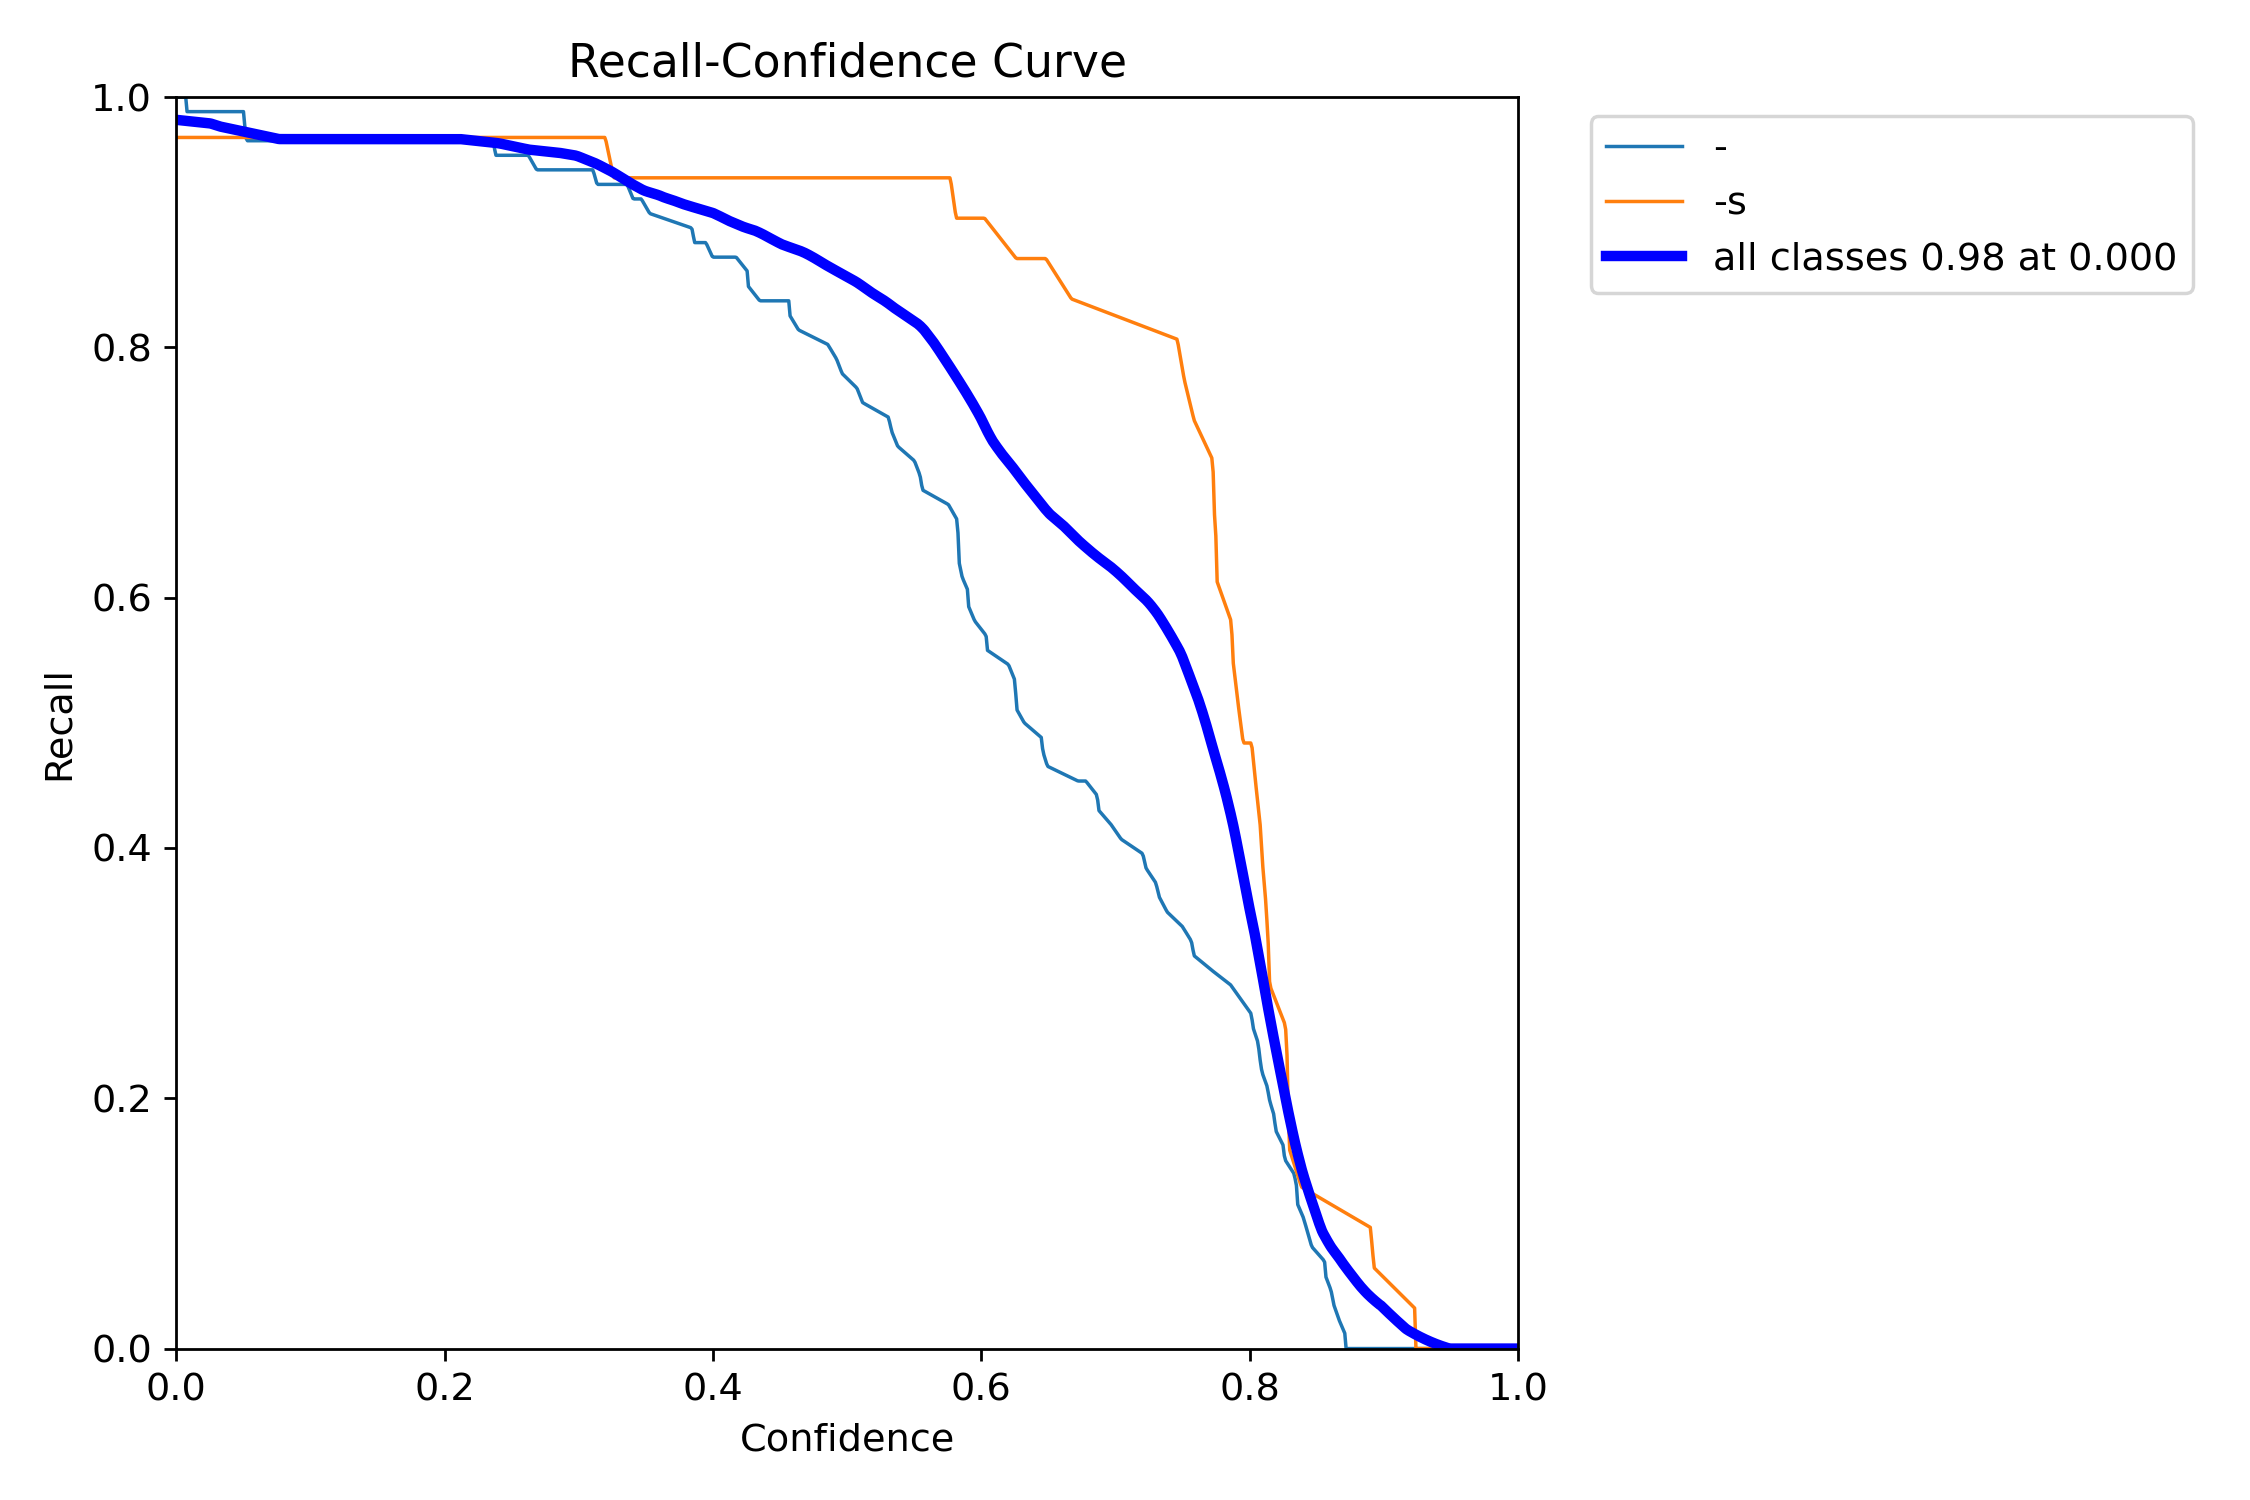 Recall-Confidence Curve
1.0
0.8
0.6
0.4
0.2
0.0
Recall
0.0 0.2 0.4 0.6 0.8 1.0
Confidence
-
-s
all classes 0.98 at 0.000